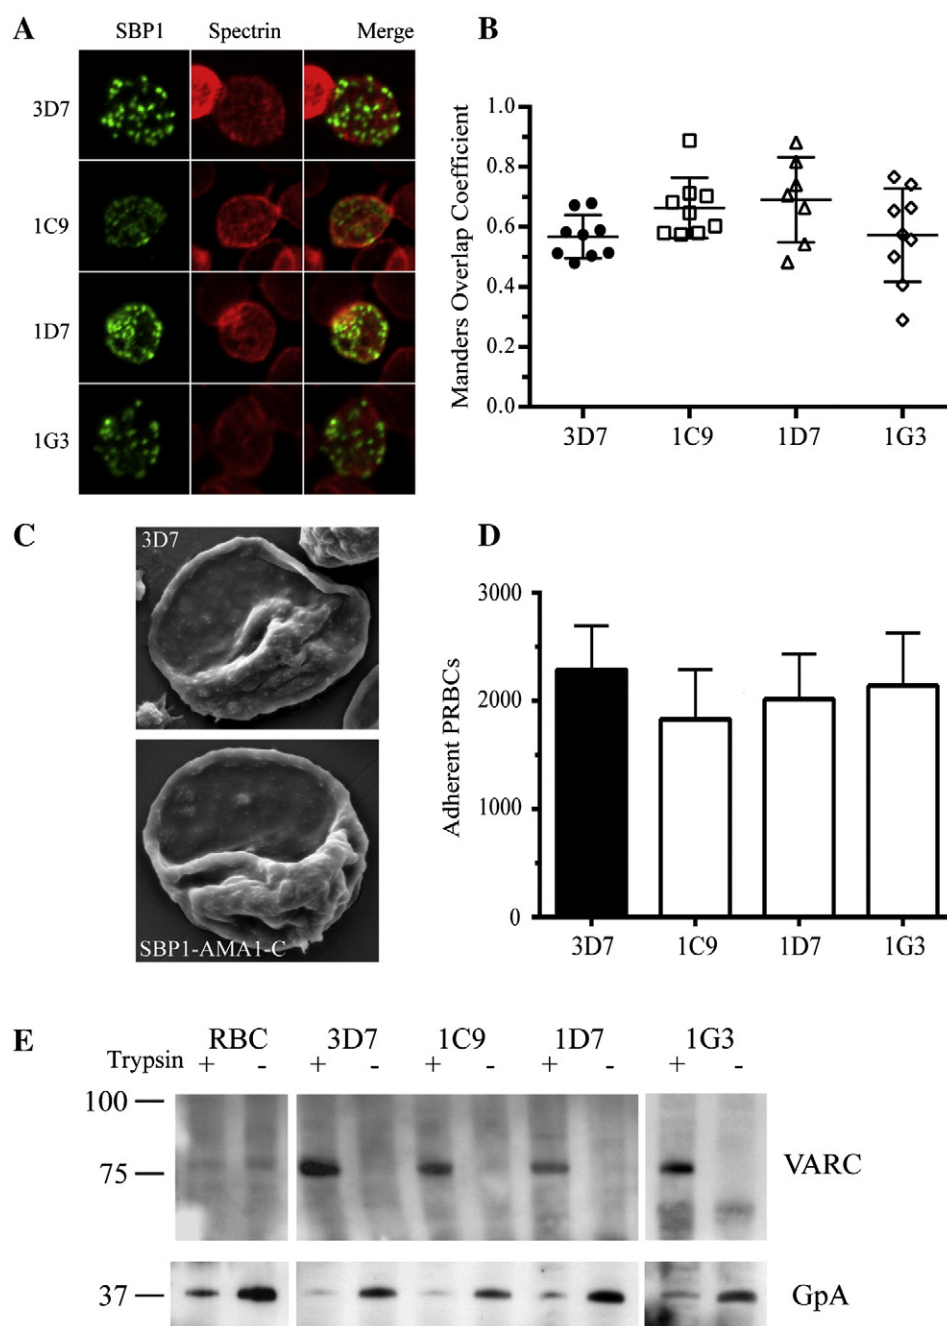 A
SBP1 Spectrin Merge
3D7
1C9
1D7
1G3
B
Manders Overlap Coefficient
1.0
0.8
0.6
0.4
0.2
0.0
3D7 1C9 1D7 1G3
C
3D7
SBP1-AMA1-C
D
Adherent PRBCs
3000
2000
1000
0
3D7 1C9 1D7 1G3
E
RBC 3D7 1C9 1D7 1G3
Trypsin + - + - + - + - + -
100
75
VARC
37
GpA